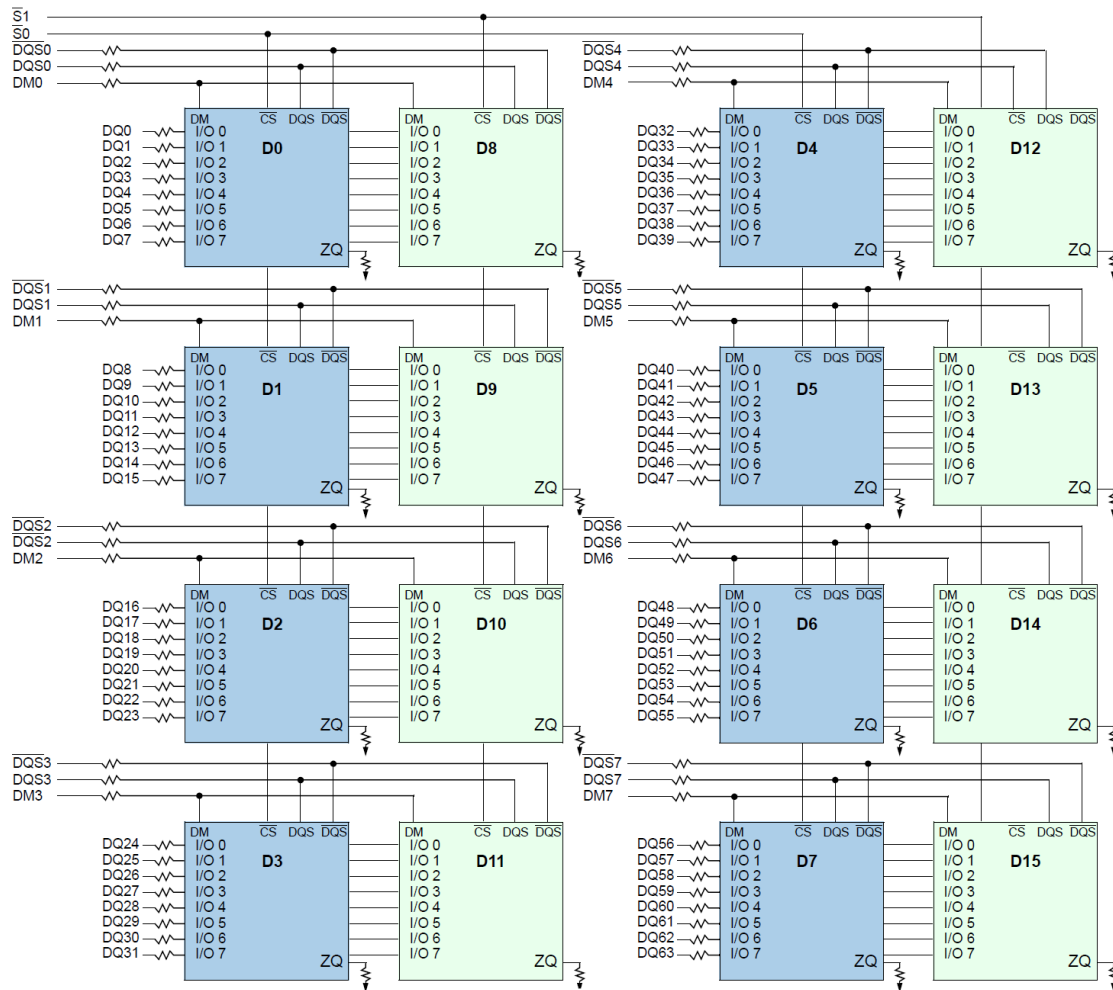 S1
S0
DQS0 DQS4
DQS0 DQS4
DM0 DM4
DM CS DQS DQS DM CS DQS DQS DM CS DQS DQS DM CS DQS DQS
DQ0 I/O 0 I/O 0 DQ32 I/O 0 I/O 0
DQ1 I/O 1 D0 I/O 1 D8 DQ33 I/O 1 D4 I/O 1 D12
DQ2 I/O 2 I/O 2 DQ34 I/O 2 I/O 2
DQ3 I/O 3 I/O 3 DQ35 I/O 3 I/O 3
DQ4 I/O 4 I/O 4 DQ36 I/O 4 I/O 4
DQ5 I/O 5 I/O 5 DQ37 I/O 5 I/O 5
DQ6 I/O 6 I/O 6 DQ38 I/O 6 I/O 6
DQ7 I/O 7 I/O 7 DQ39 I/O 7 I/O 7
ZQ ZQ ZQ ZQ
DQS1 DQS5
DQS1 DQS5
DM1 DM5
DM CS DQS DQS DM CS DQS DQS DM CS DQS DQS DM CS DQS DQS
DQ8 I/O 0 I/O 0 DQ40 I/O 0 I/O 0
DQ9 I/O 1 D1 I/O 1 D9 DQ41 I/O 1 D5 I/O 1 D13
DQ10 I/O 2 I/O 2 DQ42 I/O 2 I/O 2
DQ11 I/O 3 I/O 3 DQ43 I/O 3 I/O 3
DQ12 I/O 4 I/O 4 DQ44 I/O 4 I/O 4
DQ13 I/O 5 I/O 5 DQ45 I/O 5 I/O 5
DQ14 I/O 6 I/O 6 DQ46 I/O 6 I/O 6
DQ15 I/O 7 I/O 7 DQ47 I/O 7 I/O 7
ZQ ZQ ZQ ZQ
DQS2 DQS6
DQS2 DQS6
DM2 DM6
DM CS DQS DQS DM CS DQS DQS DM CS DQS DQS DM CS DQS DQS
DQ16 I/O 0 I/O 0 DQ48 I/O 0 I/O 0
DQ17 I/O 1 D2 I/O 1 D10 DQ49 I/O 1 D6 I/O 1 D14
DQ18 I/O 2 I/O 2 DQ50 I/O 2 I/O 2
DQ19 I/O 3 I/O 3 DQ51 I/O 3 I/O 3
DQ20 I/O 4 I/O 4 DQ52 I/O 4 I/O 4
DQ21 I/O 5 I/O 5 DQ53 I/O 5 I/O 5
DQ22 I/O 6 I/O 6 DQ54 I/O 6 I/O 6
DQ23 I/O 7 I/O 7 DQ55 I/O 7 I/O 7
ZQ ZQ ZQ ZQ
DQS3 DQS7
DQS3 DQS7
DM3 DM7
DM CS DQS DQS DM CS DQS DQS DM CS DQS DQS DM CS DQS DQS
DQ24 I/O 0 I/O 0 DQ56 I/O 0 I/O 0
DQ25 I/O 1 D3 I/O 1 D11 DQ57 I/O 1 D7 I/O 1 D15
DQ26 I/O 2 I/O 2 DQ58 I/O 2 I/O 2
DQ27 I/O 3 I/O 3 DQ59 I/O 3 I/O 3
DQ28 I/O 4 I/O 4 DQ60 I/O 4 I/O 4
DQ29 I/O 5 I/O 5 DQ61 I/O 5 I/O 5
DQ30 I/O 6 I/O 6 DQ62 I/O 6 I/O 6
DQ31 I/O 7 I/O 7 DQ63 I/O 7 I/O 7
ZQ ZQ ZQ ZQ